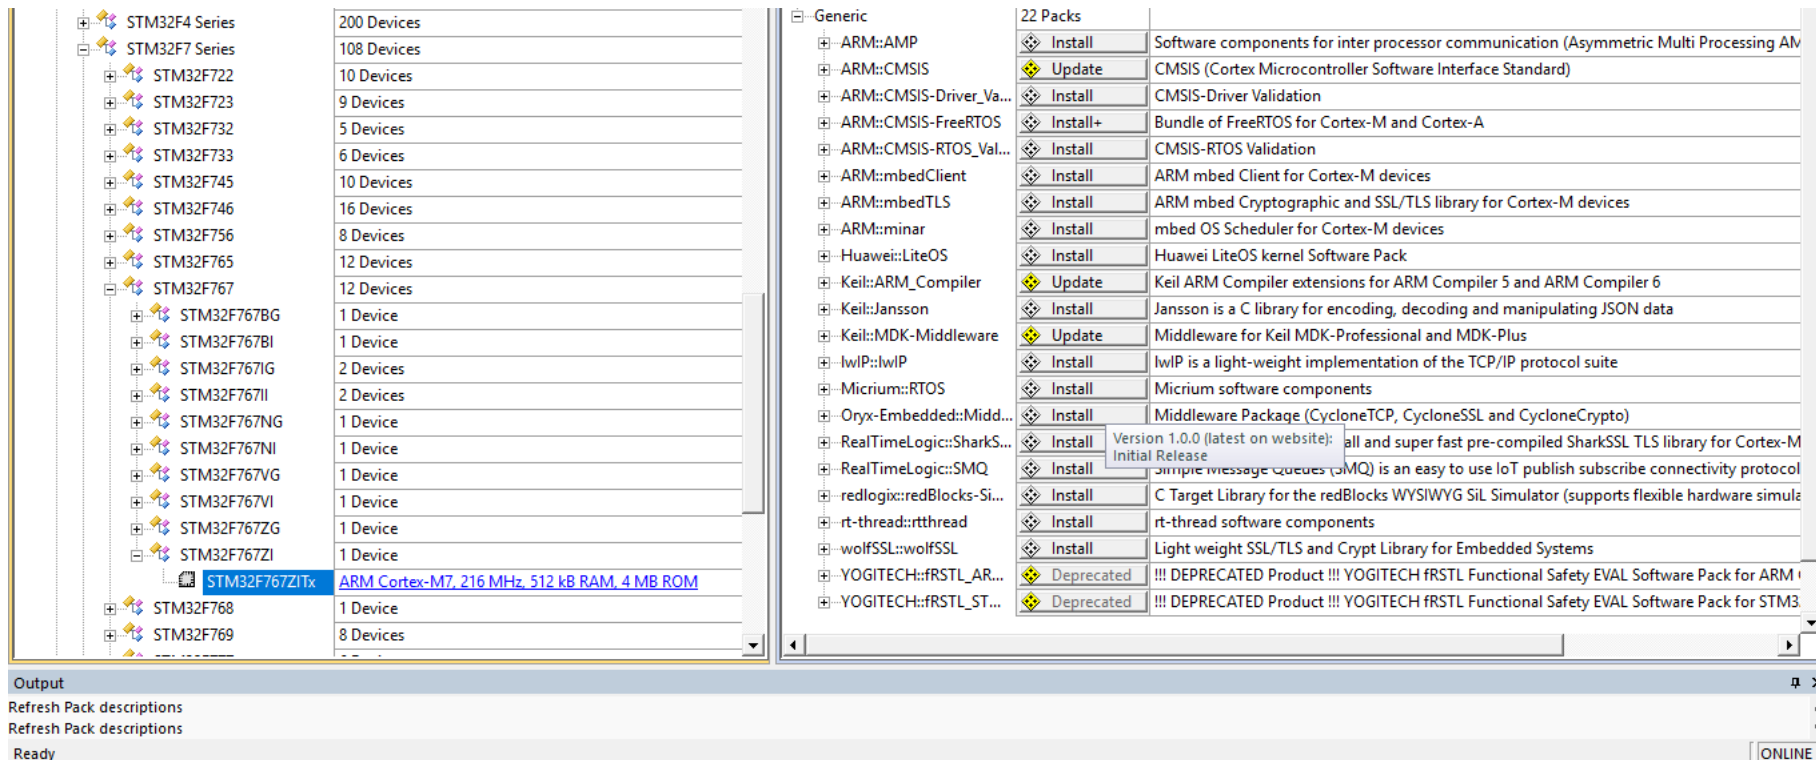 STM32F4 Series 200 Devices
STM32F7 Series 108 Devices
STM32F722 10 Devices
STM32F723 9 Devices
STM32F732 5 Devices
STM32F733 6 Devices
STM32F745 10 Devices
STM32F746 16 Devices
STM32F756 8 Devices
STM32F765 12 Devices
STM32F767 12 Devices
STM32F767BG 1 Device
STM32F767BI 1 Device
STM32F767IG 2 Devices
STM32F767II 2 Devices
STM32F767NG 1 Device
STM32F767NI 1 Device
STM32F767VG 1 Device
STM32F767VI 1 Device
STM32F767ZG 1 Device
STM32F767ZI 1 Device
STM32F767ZITx ARM Cortex-M7, 216 MHz, 512 kB RAM, 4 MB ROM
STM32F768 1 Device
STM32F769 8 Devices
Generic 22 Packs
ARM::AMP Install Software components for inter processor communication (Asymmetric Multi Processing AM
ARM::CMSIS Update CMSIS (Cortex Microcontroller Software Interface Standard)
ARM::CMSIS-Driver_Va... Install CMSIS-Driver Validation
ARM::CMSIS-FreeRTOS Install+ Bundle of FreeRTOS for Cortex-M and Cortex-A
ARM::CMSIS-RTOS_Val... Install CMSIS-RTOS Validation
ARM::mbedClient Install ARM mbed Client for Cortex-M devices
ARM::mbedTLS Install ARM mbed Cryptographic and SSL/TLS library for Cortex-M devices
ARM::minar Install mbed OS Scheduler for Cortex-M devices
Huawei::LiteOS Install Huawei LiteOS kernel Software Pack
Keil::ARM_Compiler Update Keil ARM Compiler extensions for ARM Compiler 5 and ARM Compiler 6
Keil::Jansson Install Jansson is a C library for encoding, decoding and manipulating JSON data
Keil::MDK-Middleware Update Middleware for Keil MDK-Professional and MDK-Plus
lwIP::lwIP Install lwIP is a light-weight implementation of the TCP/IP protocol suite
Micrium::RTOS Install Micrium software components
Oryx-Embedded::Midd... Install Middleware Package (CycloneTCP, CycloneSSL and CycloneCrypto)
RealTimeLogic::SharkS... Install all and super fast pre-compiled SharkSSL TLS library for Cortex-M
Version 1.0.0 (latest on website):
Initial Release
RealTimeLogic::SMQ Install Simple Message Queues (SMQ) is an easy to use IoT publish subscribe connectivity protocol
redlogix::redBlocks-Si... Install C Target Library for the redBlocks WYSIWYG SiL Simulator (supports flexible hardware simula
rt-thread::rtthread Install rt-thread software components
wolfSSL::wolfSSL Install Light weight SSL/TLS and Crypt Library for Embedded Systems
YOGITECH::fRSTL_AR... Deprecated !!! DEPRECATED Product !!! YOGITECH fRSTL Functional Safety EVAL Software Pack for ARM
YOGITECH::fRSTL_ST... Deprecated !!! DEPRECATED Product !!! YOGITECH fRSTL Functional Safety EVAL Software Pack for STM3
Output
Refresh Pack descriptions
Refresh Pack descriptions
Ready ONLINE